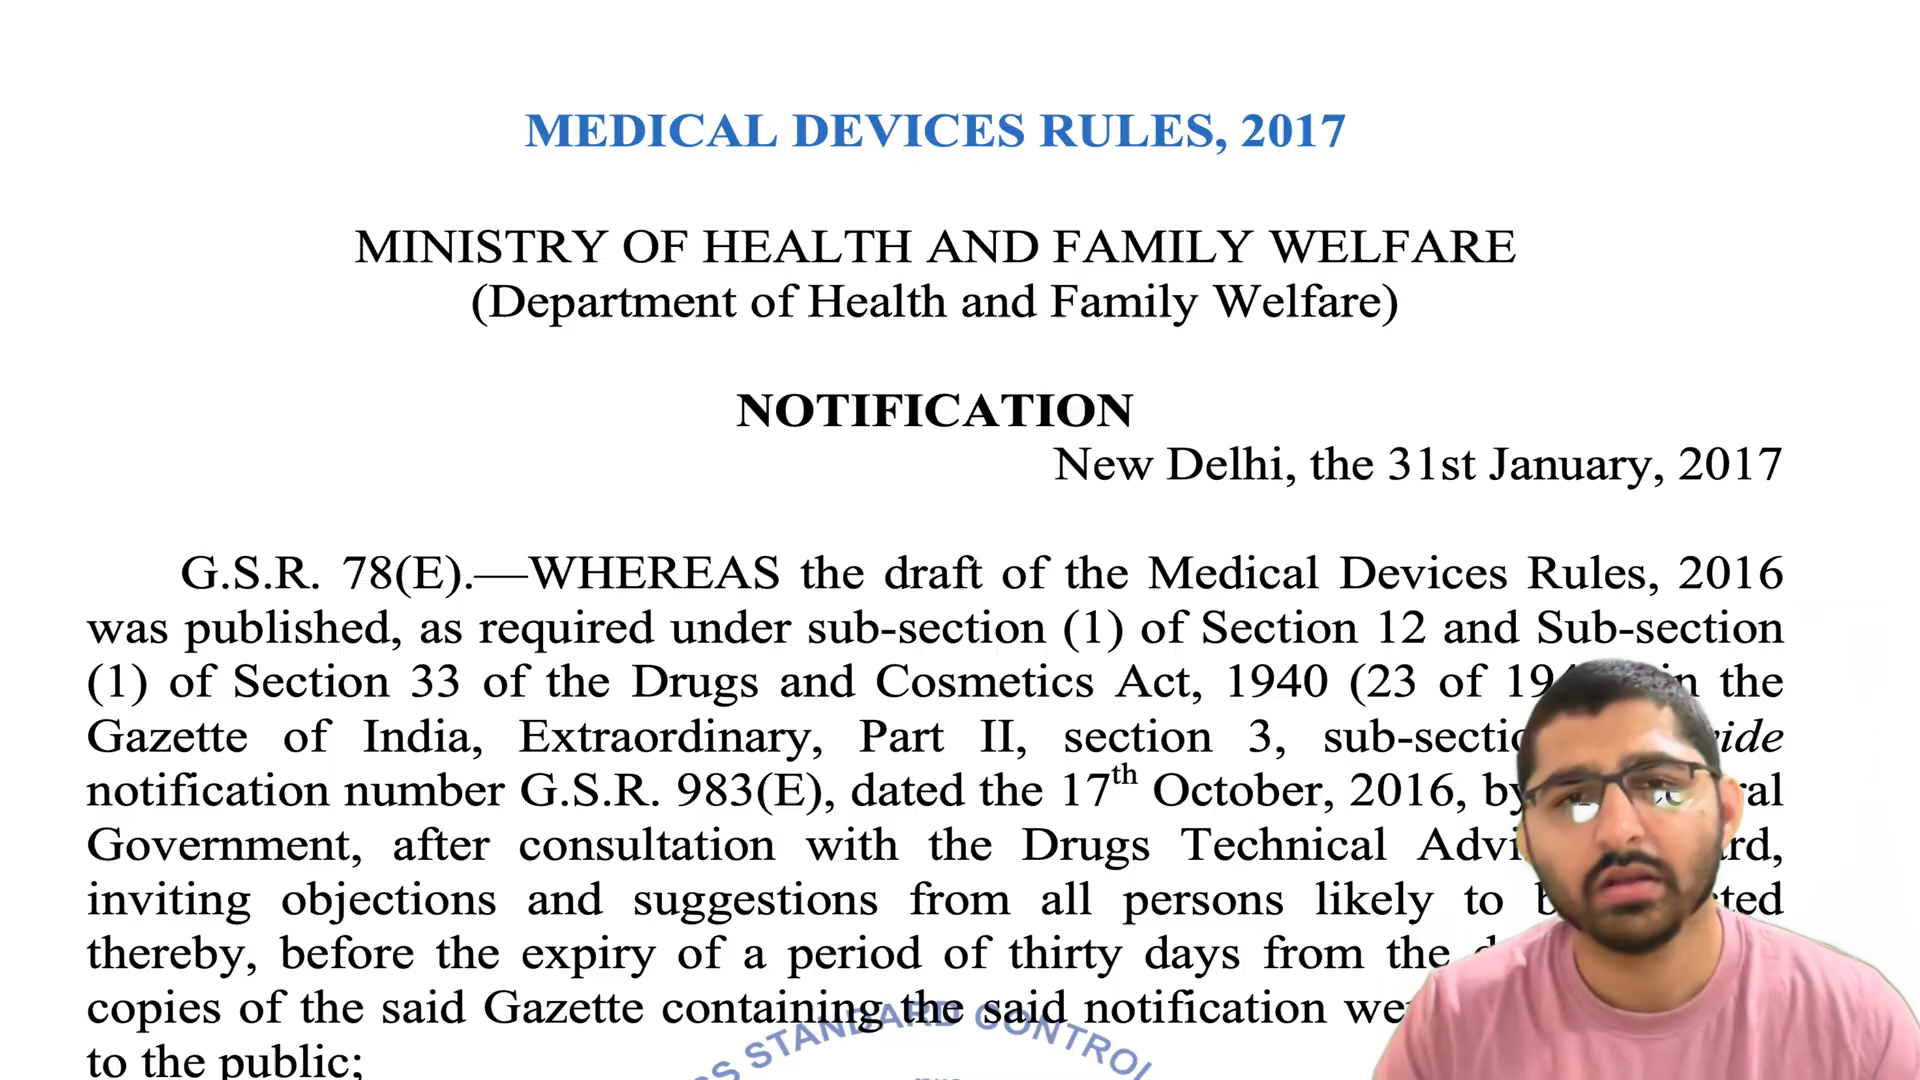 MEDICAL DEVICES RULES, 2017
MINISTRY OF HEALTH AND FAMILY WELFARE
(Department of Health and Family Welfare)
NOTIFICATION
New Delhi, the 31st January, 2017
G.S.R. 78(E).—WHEREAS the draft of the Medical Devices Rules, 2016
was published, as required under sub-section (1) of Section 12 and Sub-section
(1) of Section 33 of the Drugs and Cosmetics Act, 1940 (23 of the
Gazette of India, Extraordinary, Part II, section 3,
notification number G.S.R. 983(E), dated the 17th October, 2016,
Government, after consultation with the Drugs Technical
inviting objections and suggestions from all persons likely to
thereby, before the expiry of a period of thirty days from the
copies of the said Gazette containing the said notification
to the public;
STANDARD CONTROL